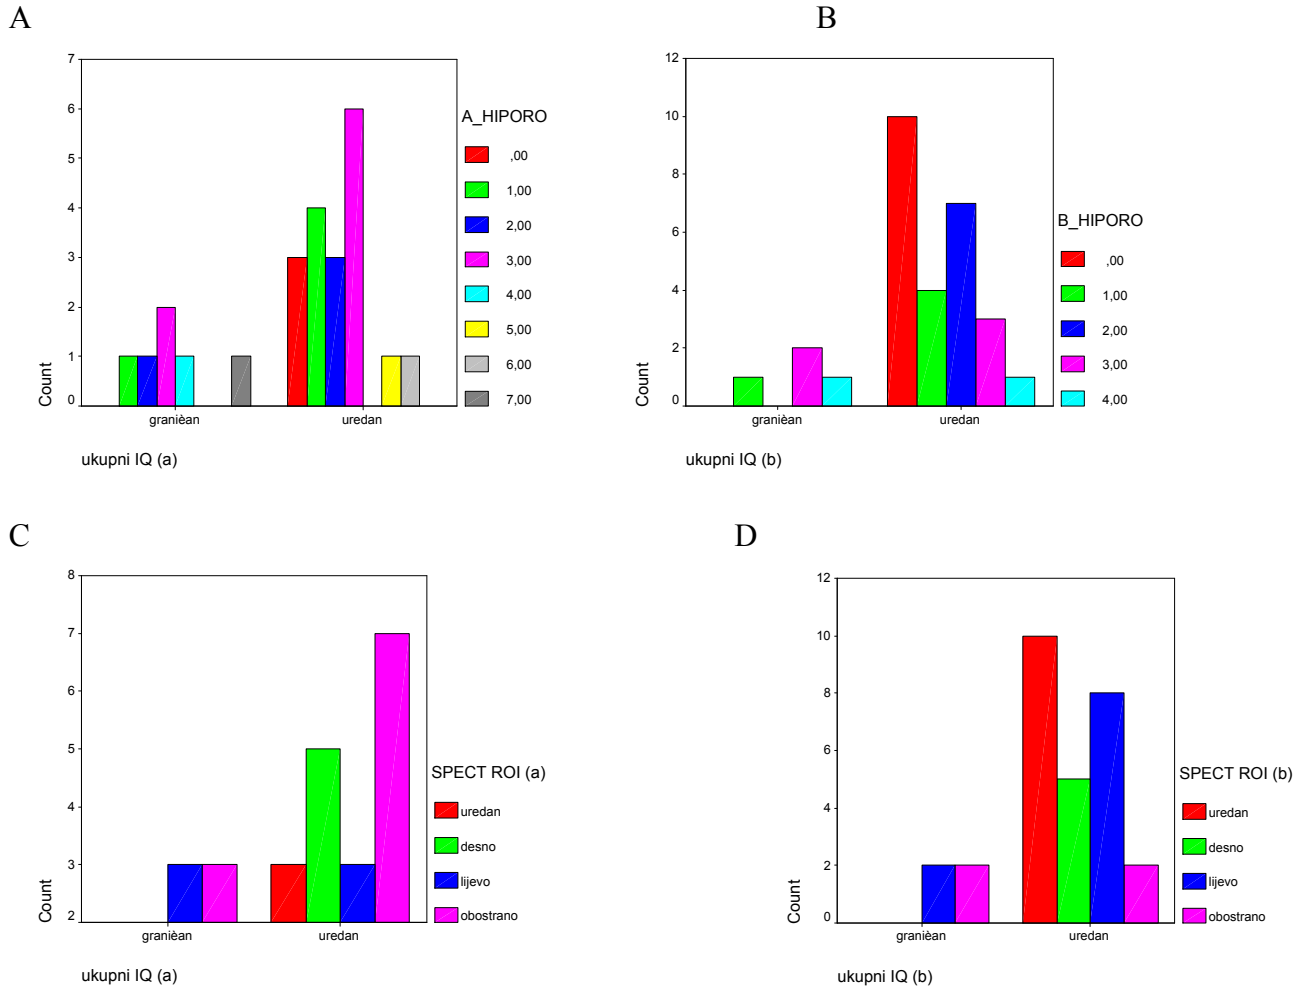 A
7
6
5
4
3
2
1
0
Count
granièan
uredan
ukupni IQ (a)
A_HIPORO
,00
1,00
2,00
3,00
4,00
5,00
6,00
7,00
B
12
10
8
6
4
2
0
Count
granièan
uredan
ukupni IQ (b)
B_HIPORO
,00
1,00
2,00
3,00
4,00
C
8
7
6
5
4
3
2
Count
granièan
uredan
ukupni IQ (a)
SPECT ROI (a)
uredan
desno
lijevo
obostrano
D
12
10
8
6
4
2
0
Count
granièan
uredan
ukupni IQ (b)
SPECT ROI (b)
uredan
desno
lijevo
obostrano